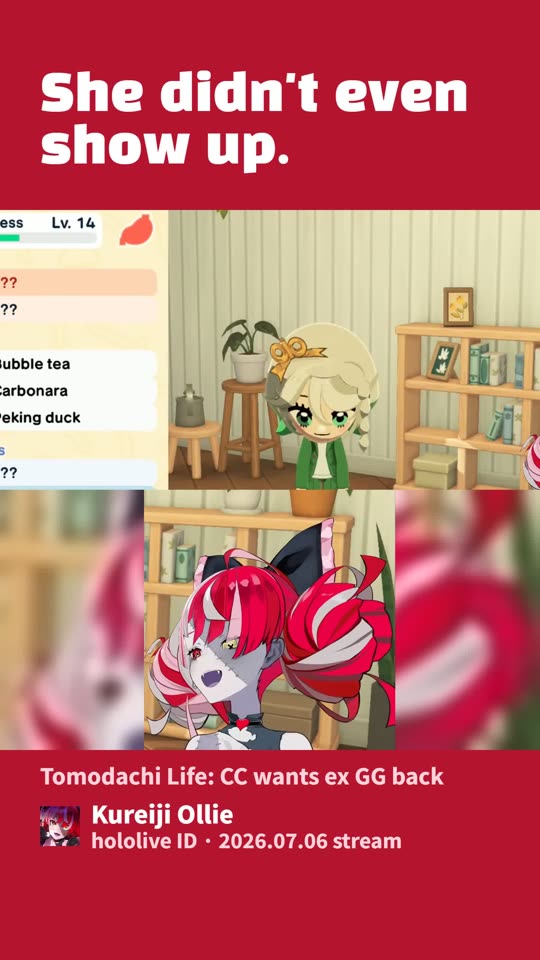 She didn't even
show up.
ess Lv. 14
??
??
Bubble tea
Carbonara
Peking duck
s
??
Tomodachi Life: CC wants ex GG back
Kureiji Ollie
hololive ID · 2026.07.06 stream